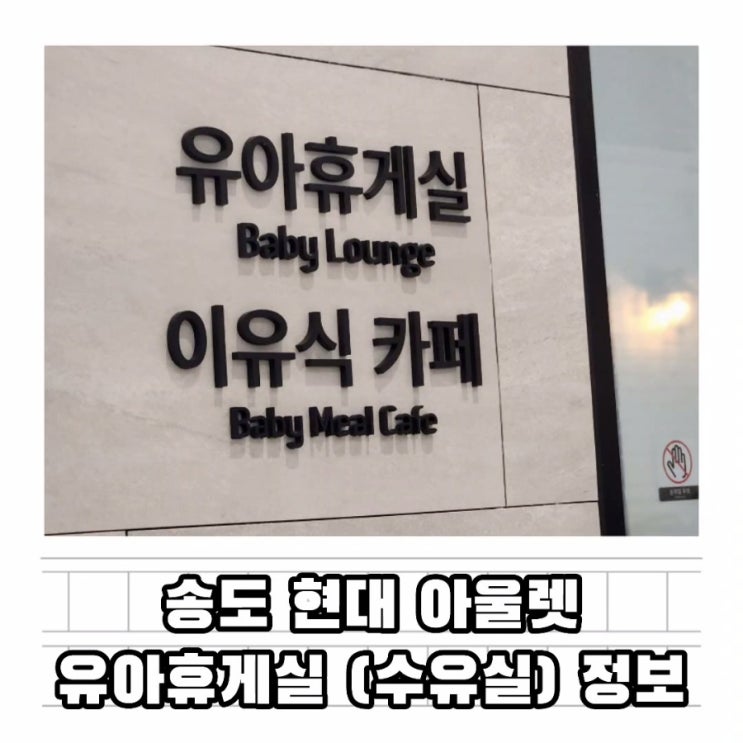 유아휴게실
Baby Lounge
이유식 카페
Baby Meal Cafe
송도 현대 아울렛
유아휴게실 (수유실) 정보